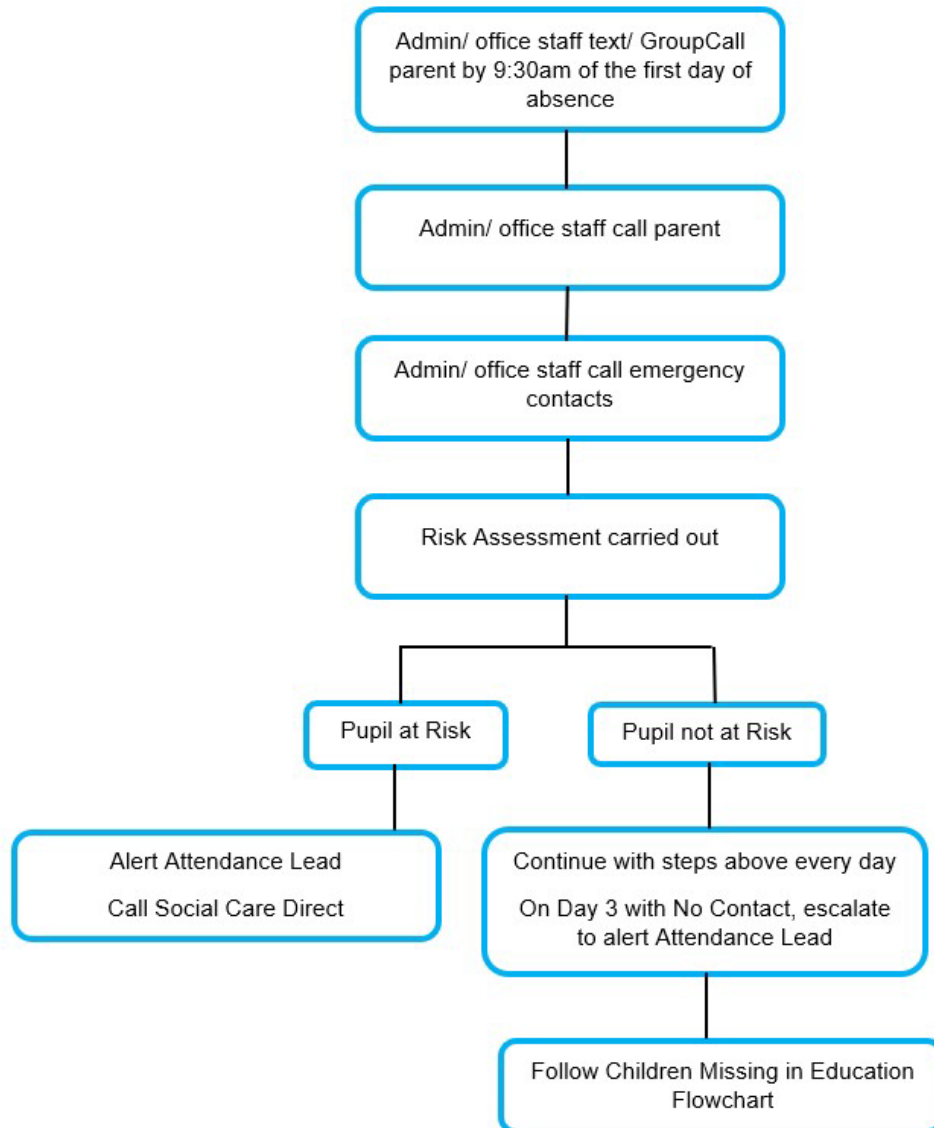 Admin/ office staff text/ GroupCall
parent by 9:30am of the first day of
absence
Admin/ office staff call parent
Admin/ office staff call emergency
contacts
Risk Assessment carried out
Pupil at Risk
Pupil not at Risk
Alert Attendance Lead
Call Social Care Direct
Continue with steps above every day
On Day 3 with No Contact, escalate
to alert Attendance Lead
Follow Children Missing in Education
Flowchart